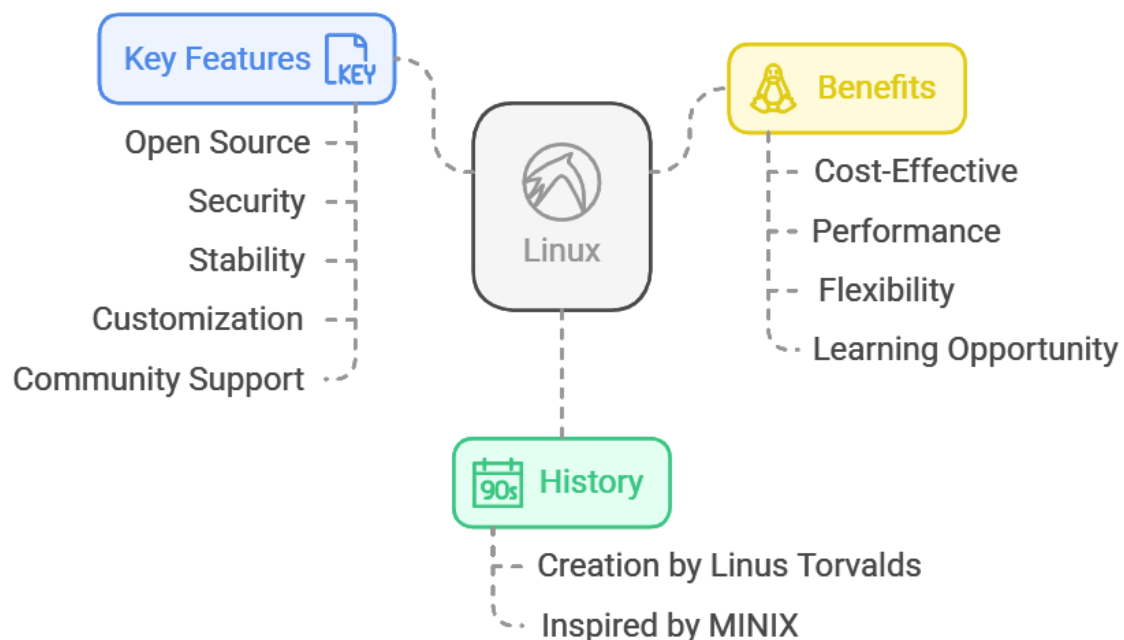 Key Features
KEY
Open Source
Security
Stability
Customization
Community Support
Linux
Benefits
Cost-Effective
Performance
Flexibility
Learning Opportunity
90s
History
Creation by Linus Torvalds
Inspired by MINIX